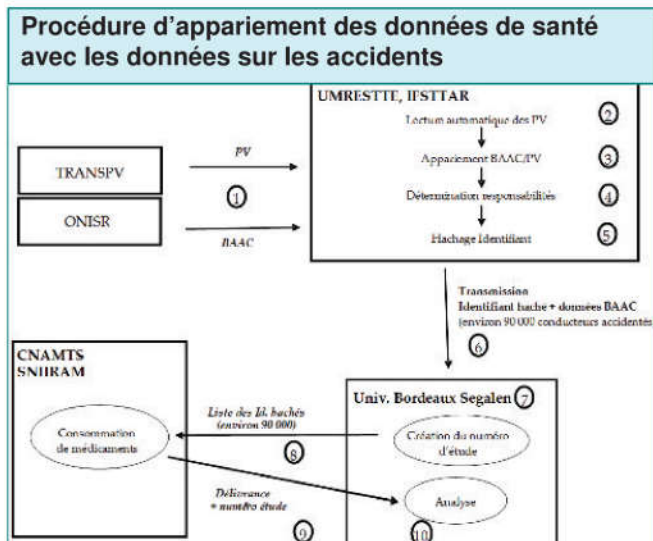 Procédure d'appariement des données de santé
avec les données sur les accidents
UMRESTTE, IFSTTAR
Lecture automatique des PV
2
Appariement BAAC/PV
3
Détermination responsabilités
4
Hachage Identifiant
5
TRANSPV
PV
1
ONISR
BAAC
Transmission
Identifiant haché + données BAAC
(environ 90 000 conducteurs accidentés
6
CNAMTS
SNIIRAM
Consommation
de médicaments
Liste des Id. hachés
(environ 90 000)
8
Univ. Bordeaux Segalen
7
Création du numéro
d'étude
Délivrance
+ numéro étude
9
Analyse
10